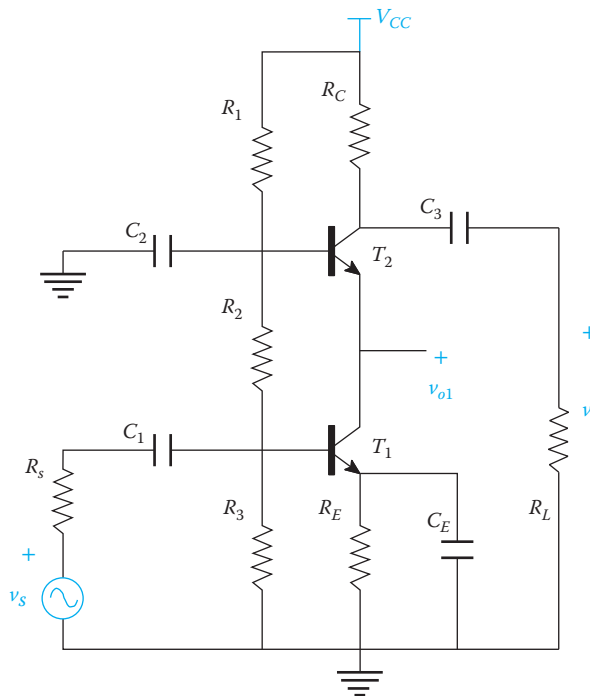 V_CC
R_C
R_1
C_2
C_3
T_2
R_2
+
+
v_o1
v
C_1
T_1
R_s
R_3
R_E
C_E
R_L
+
v_S